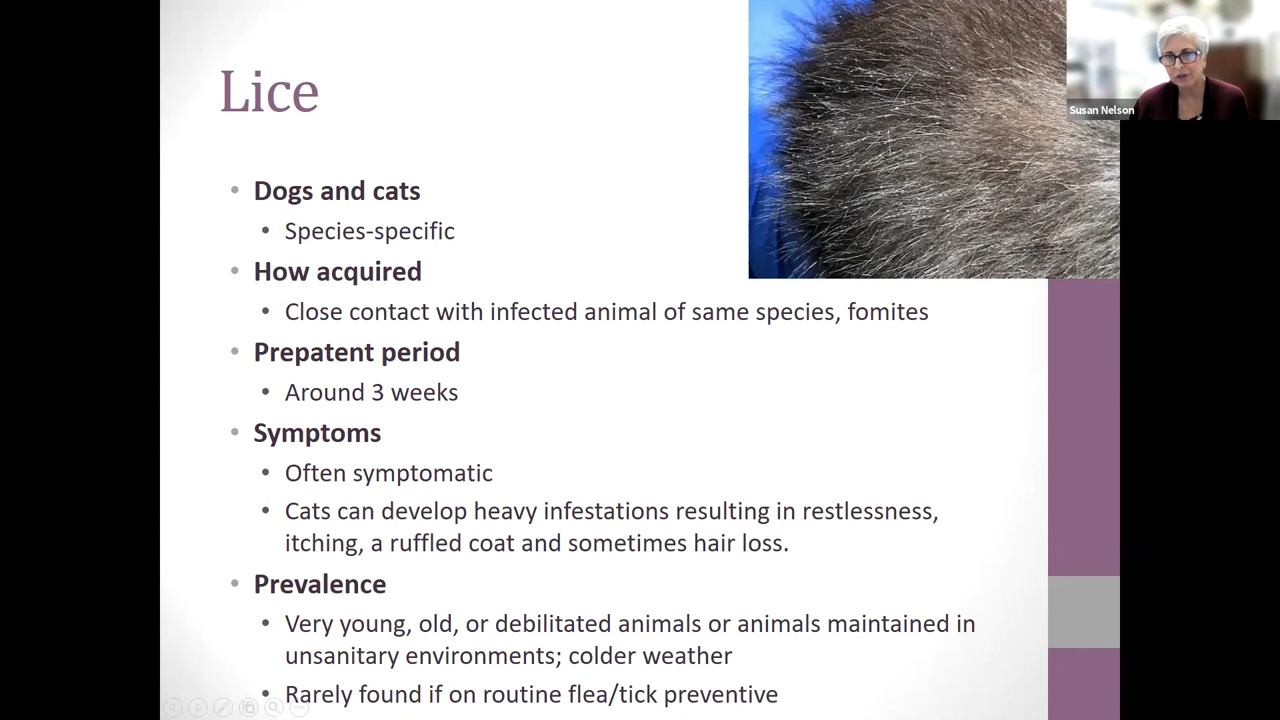 Lice
Susan Nelson
Dogs and cats
Species-specific
How acquired
Close contact with infected animal of same species, fomites
Prepatent period
Around 3 weeks
Symptoms
Often symptomatic
Cats can develop heavy infestations resulting in restlessness,
itching, a ruffled coat and sometimes hair loss.
Prevalence
Very young, old, or debilitated animals or animals maintained in
unsanitary environments; colder weather
Rarely found if on routine flea/tick preventive